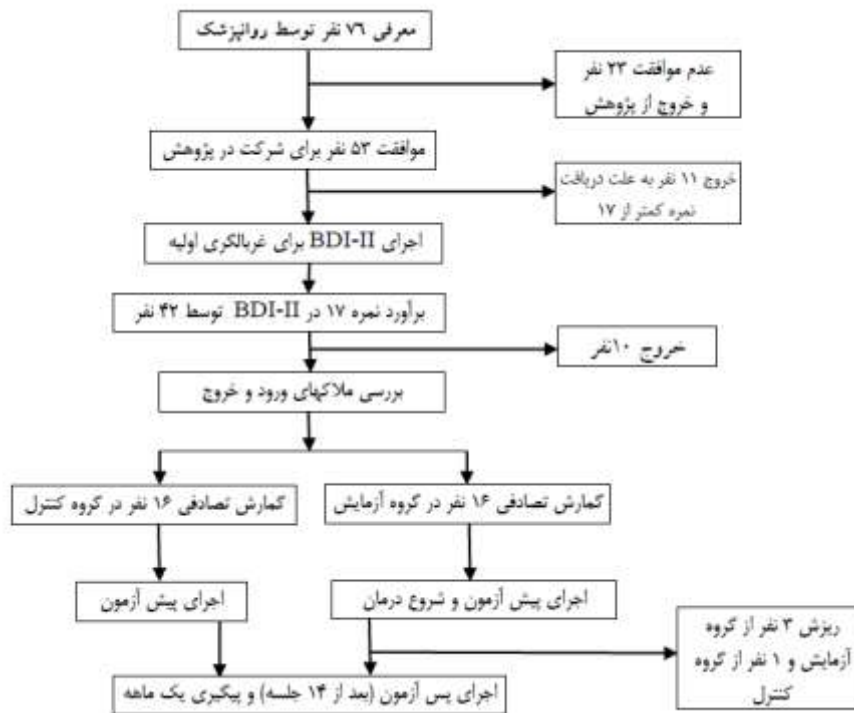 معرفی ۷۶ نفر توسط روانپزشک
عدم موافقت ۲۳ نفر
و خروج از پژوهش
موافقت ۵۳ نفر برای شرکت در پژوهش
خروج ۱۱ نفر به علت دریافت
نمره کمتر از ۱۷
اجرای BDI-II برای غربالگری اولیه
برآورد نمره ۱۷ در BDI-II توسط ۴۲ نفر
خروج ۱۰نفر
بررسی ملاکهای ورود و خروج
گمارش تصادفی ۱۶ نفر در گروه آزمایش
گمارش تصادفی ۱۶ نفر در گروه کنترل
اجرای پیش آزمون و شروع درمان
اجرای پیش آزمون
ریزش ۳ نفر از گروه
آزمایش و ۱ نفر از گروه
کنترل
اجرای پس آزمون (بعد از ۱۴ جلسه) و پیگیری یک ماهه